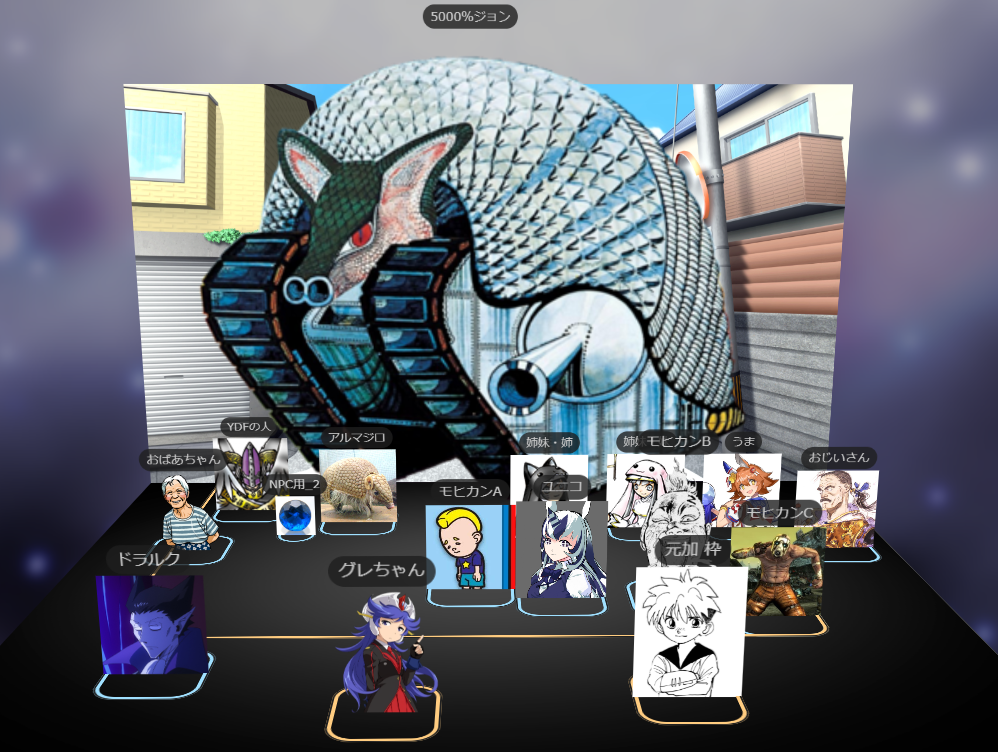 5000%ジョン
YDFの人
アルマジロ
おばあちゃん
NPC用_2
姉妹・姉
モヒカンB
うま
おじいさん
モヒカンA
ユニコ
モヒカンC
ドラルク
グレちゃん
元加 枠